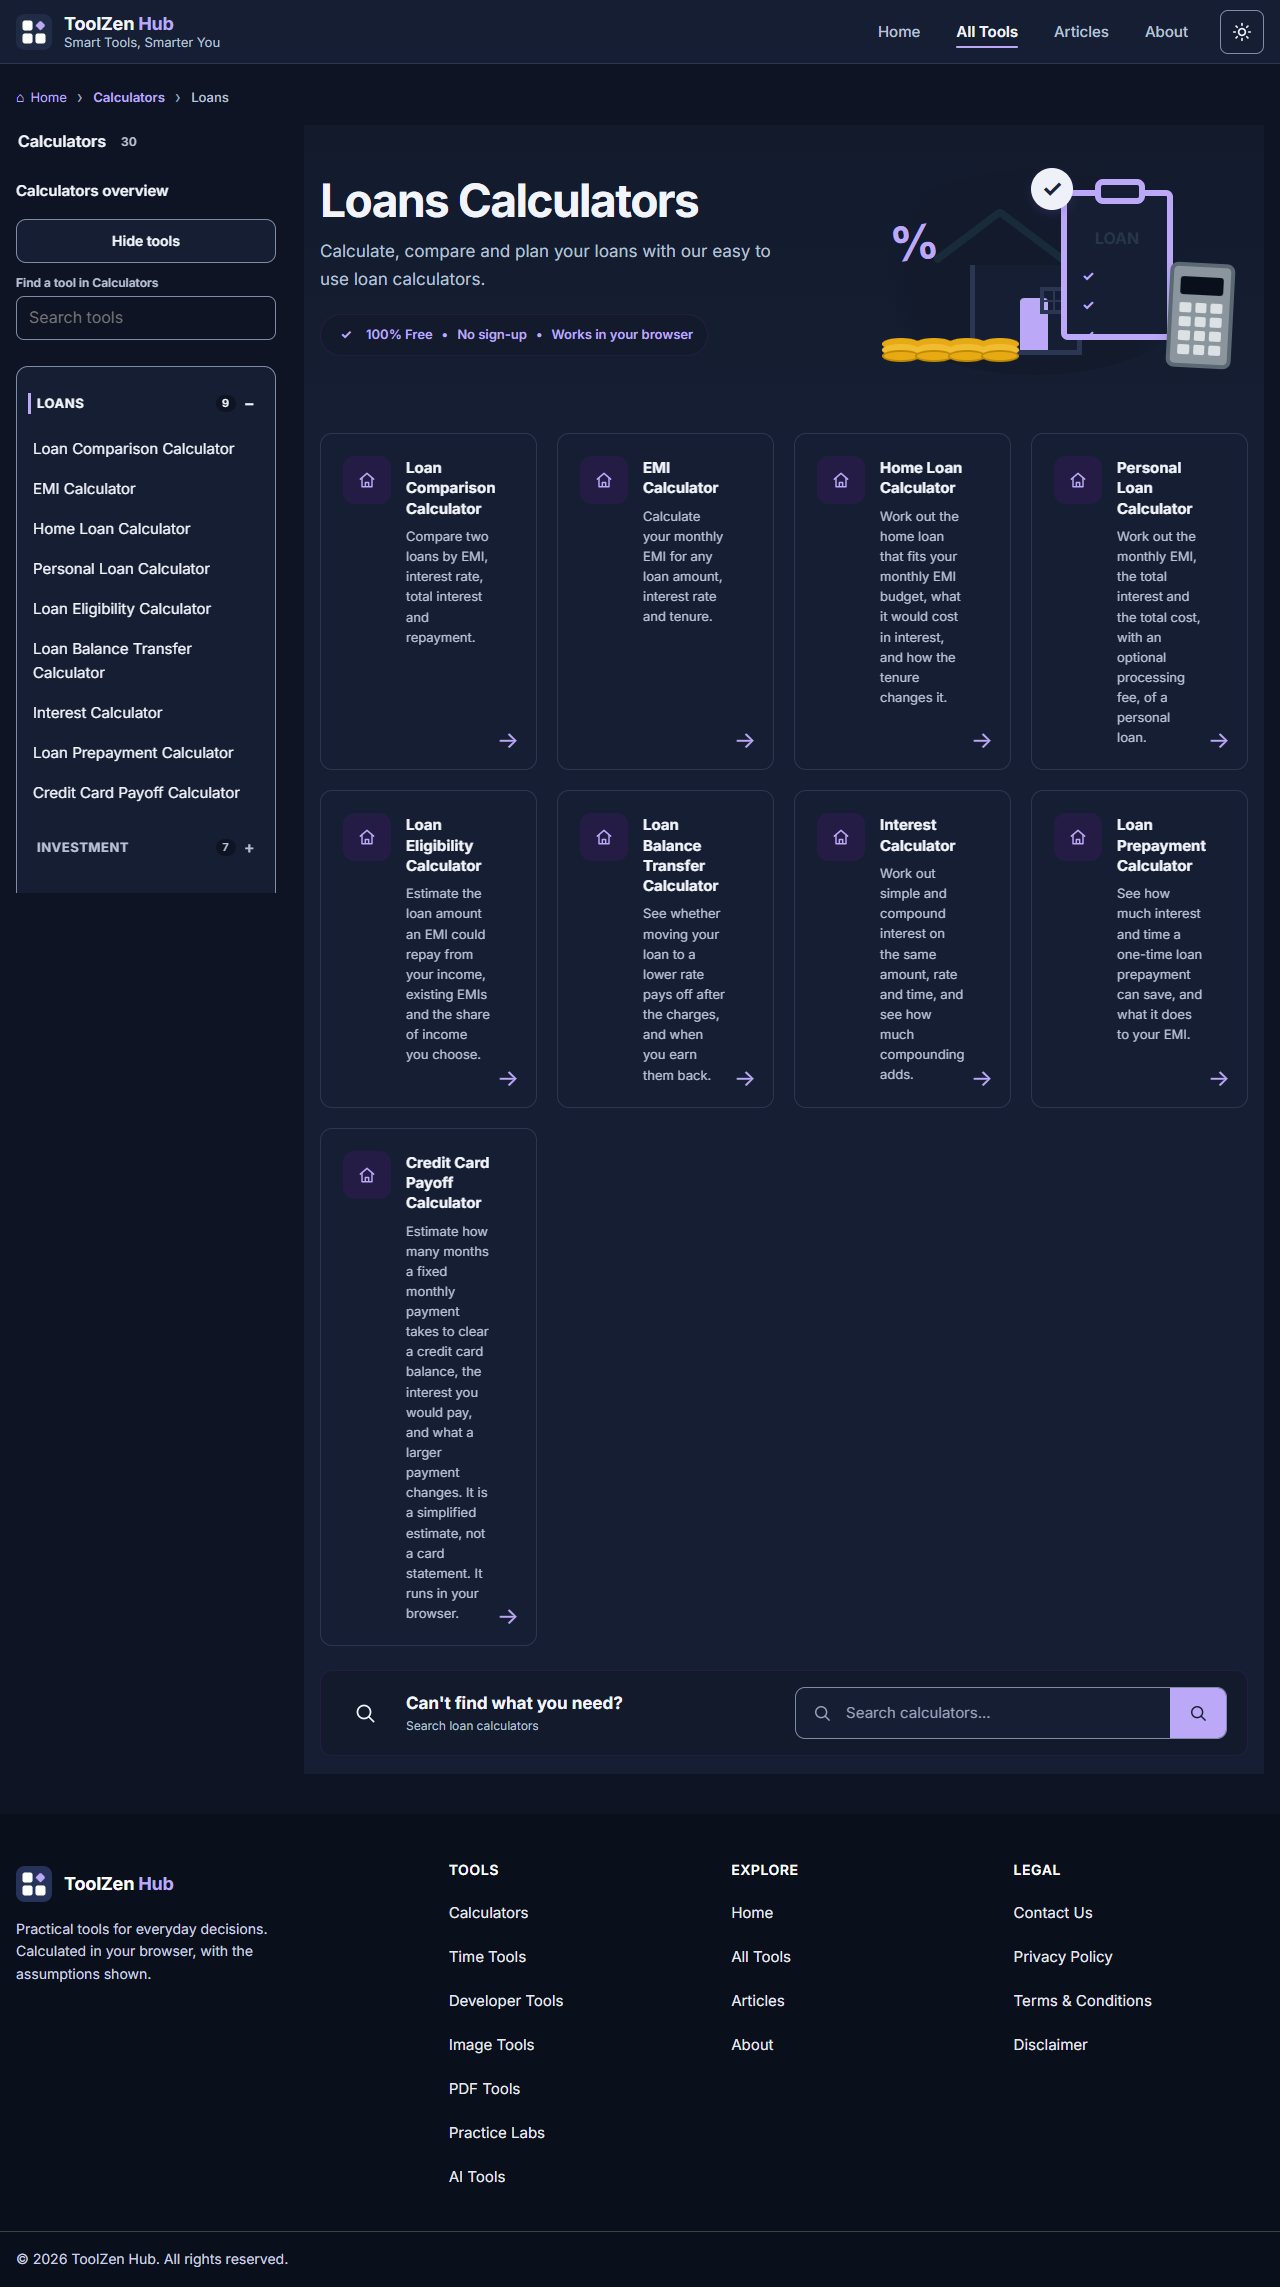 ToolZen Hub
Smart Tools, Smarter You
Home
All Tools
Articles
About
Home › Calculators › Loans
Calculators 30
Calculators overview
Hide tools
Find a tool in Calculators
Search tools
LOANS 9 −
Loan Comparison Calculator
EMI Calculator
Home Loan Calculator
Personal Loan Calculator
Loan Eligibility Calculator
Loan Balance Transfer
Calculator
Interest Calculator
Loan Prepayment Calculator
Credit Card Payoff Calculator
INVESTMENT 7 +
Loans Calculators
Calculate, compare and plan your loans with our easy to
use loan calculators.
✓ 100% Free • No sign-up • Works in your browser
%
LOAN
Loan
Comparison
Calculator
Compare two
loans by EMI,
interest rate,
total interest
and
repayment.
EMI
Calculator
Calculate
your monthly
EMI for any
loan amount,
interest rate
and tenure.
Home Loan
Calculator
Work out the
home loan
that fits your
monthly EMI
budget, what
it would cost
in interest,
and how the
tenure
changes it.
Personal
Loan
Calculator
Work out the
monthly EMI,
the total
interest and
the total cost,
with an
optional
processing
fee, of a
personal
loan.
Loan
Eligibility
Calculator
Estimate the
loan amount
an EMI could
repay from
your income,
existing EMIs
and the share
of income
you choose.
Loan
Balance
Transfer
Calculator
See whether
moving your
loan to a
lower rate
pays off after
the charges,
and when
you earn
them back.
Interest
Calculator
Work out
simple and
compound
interest on
the same
amount, rate
and time, and
see how
much
compounding
adds.
Loan
Prepayment
Calculator
See how
much interest
and time a
one-time loan
prepayment
can save, and
what it does
to your EMI.
Credit Card
Payoff
Calculator
Estimate how
many months
a fixed
monthly
payment
takes to clear
a credit card
balance, the
interest you
would pay,
and what a
larger
payment
changes. It is
a simplified
estimate, not
a card
statement. It
runs in your
browser.
Can't find what you need?
Search loan calculators
Search calculators...
ToolZen Hub
Practical tools for everyday decisions.
Calculated in your browser, with the
assumptions shown.
TOOLS
Calculators
Time Tools
Developer Tools
Image Tools
PDF Tools
Practice Labs
AI Tools
EXPLORE
Home
All Tools
Articles
About
LEGAL
Contact Us
Privacy Policy
Terms & Conditions
Disclaimer
© 2026 ToolZen Hub. All rights reserved.